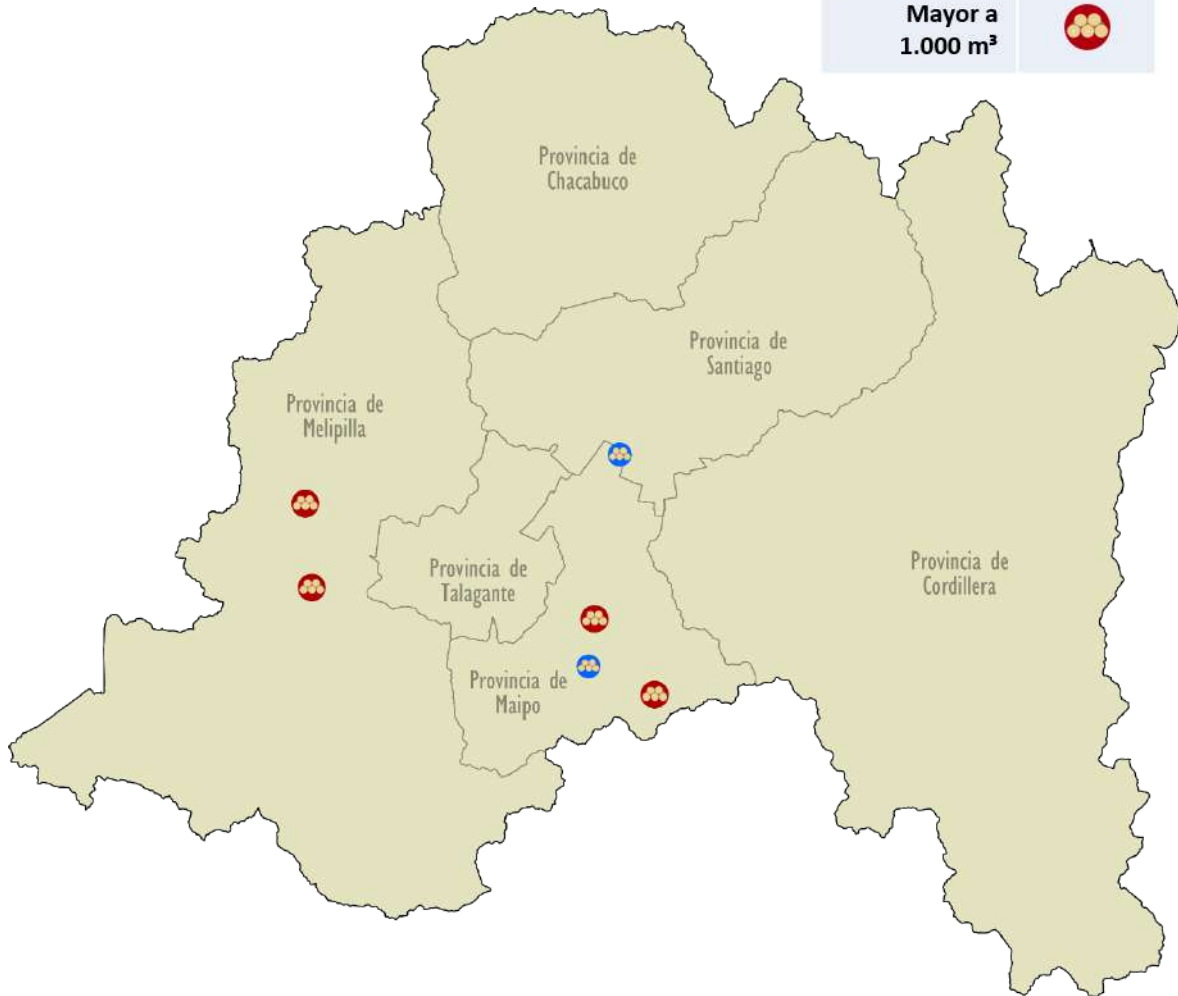 Mayor a
1.000 m³
Provincia de
Chacabuco
Provincia de
Santiago
Provincia de
Melipilla
Provincia de
Talagante
Provincia de
Cordillera
Provincia de
Maipo